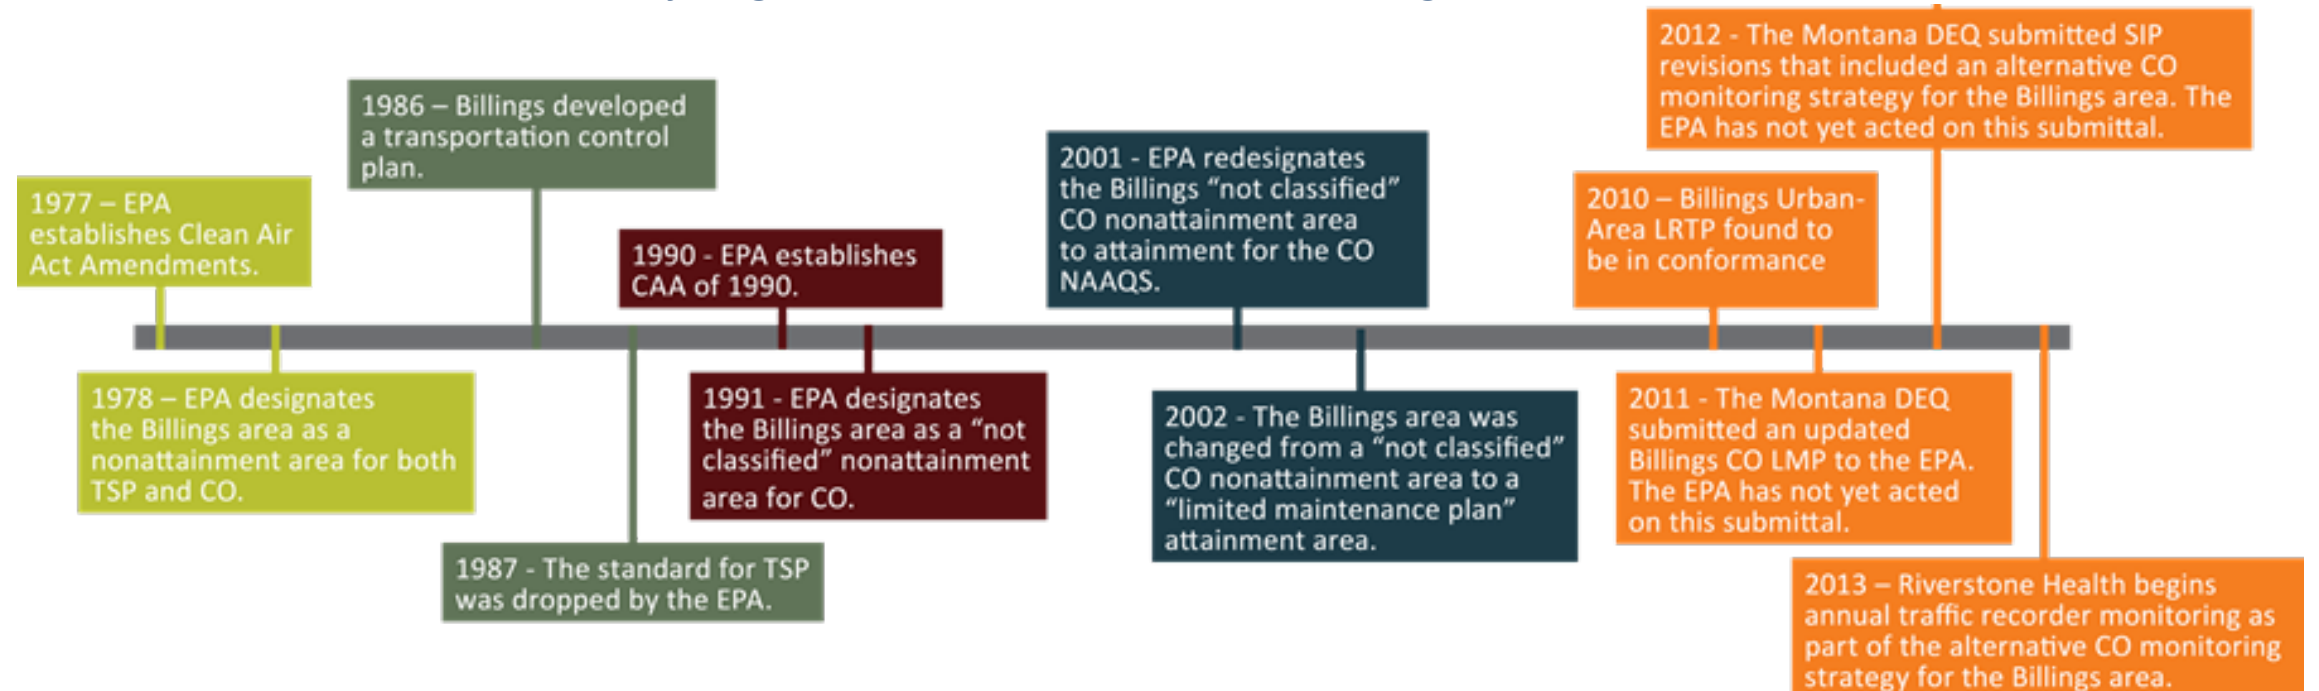 1977 – EPA
establishes Clean Air
Act Amendments.
1978 – EPA designates
the Billings area as a
nonattainment area for both
TSP and CO.
1986 – Billings developed
a transportation control
plan.
1987 - The standard for TSP
was dropped by the EPA.
1990 - EPA establishes
CAA of 1990.
1991 - EPA designates
the Billings area as a “not
classified” nonattainment
area for CO.
2001 - EPA redesignates
the Billings “not classified”
CO nonattainment area
to attainment for the CO
NAAQS.
2002 - The Billings area was
changed from a “not classified”
CO nonattainment area to a
“limited maintenance plan”
attainment area.
2010 – Billings Urban-
Area LRTP found to
be in conformance
2011 - The Montana DEQ
submitted an updated
Billings CO LMP to the EPA.
The EPA has not yet acted
on this submittal.
2012 - The Montana DEQ submitted SIP
revisions that included an alternative CO
monitoring strategy for the Billings area. The
EPA has not yet acted on this submittal.
2013 – Riverstone Health begins
annual traffic recorder monitoring as
part of the alternative CO monitoring
strategy for the Billings area.